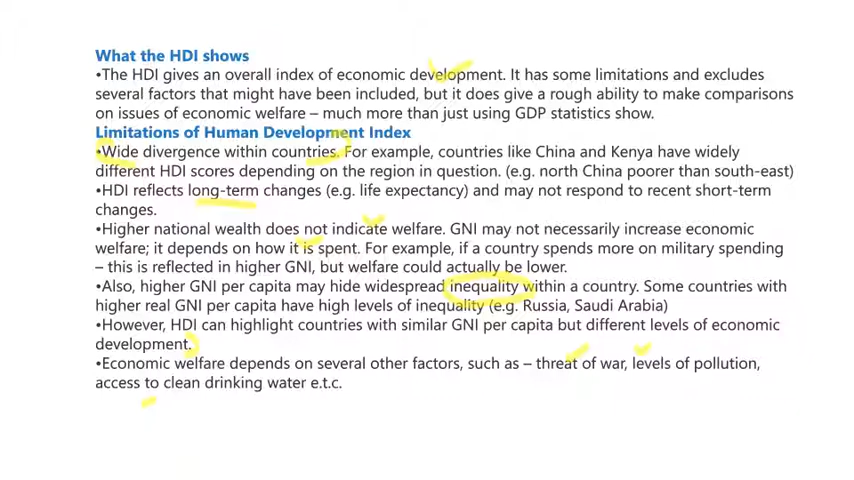 What the HDI shows
•The HDI gives an overall index of economic development. It has some limitations and excludes
several factors that might have been included, but it does give a rough ability to make comparisons
on issues of economic welfare – much more than just using GDP statistics show.
Limitations of Human Development Index
•Wide divergence within countries. For example, countries like China and Kenya have widely
different HDI scores depending on the region in question. (e.g. north China poorer than south-east)
•HDI reflects long-term changes (e.g. life expectancy) and may not respond to recent short-term
changes.
•Higher national wealth does not indicate welfare. GNI may not necessarily increase economic
welfare; it depends on how it is spent. For example, if a country spends more on military spending
– this is reflected in higher GNI, but welfare could actually be lower.
•Also, higher GNI per capita may hide widespread inequality within a country. Some countries with
higher real GNI per capita have high levels of inequality (e.g. Russia, Saudi Arabia)
•However, HDI can highlight countries with similar GNI per capita but different levels of economic
development.
•Economic welfare depends on several other factors, such as – threat of war, levels of pollution,
access to clean drinking water e.t.c.